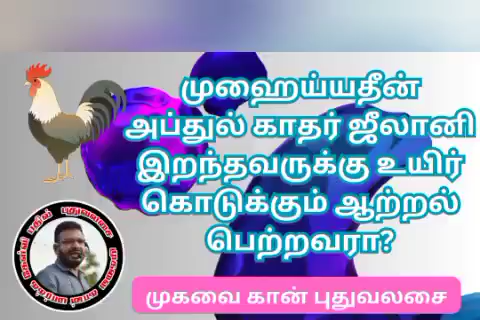 முஹைய்யதீன்
அப்துல் காதர் ஜீலானி
இறந்தவருக்கு உயிர்
கொடுக்கும் ஆற்றல்
பெற்றவரா?
முகவை கான் புதுவலசை